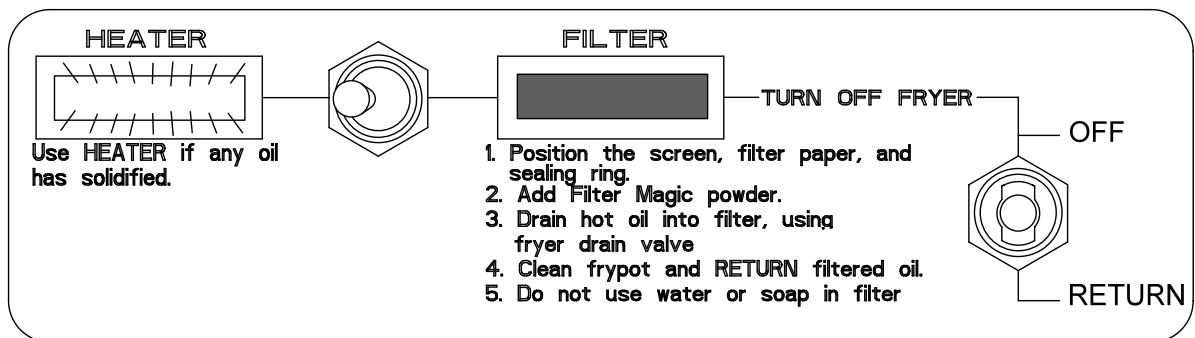 HEATER
Use HEATER if any oil
has solidified.
FILTER
1. Position the screen, filter paper, and
sealing ring.
2. Add Filter Magic powder.
3. Drain hot oil into filter, using
fryer drain valve
4. Clean frypot and RETURN filtered oil.
5. Do not use water or soap in filter
TURN OFF FRYER
OFF
RETURN